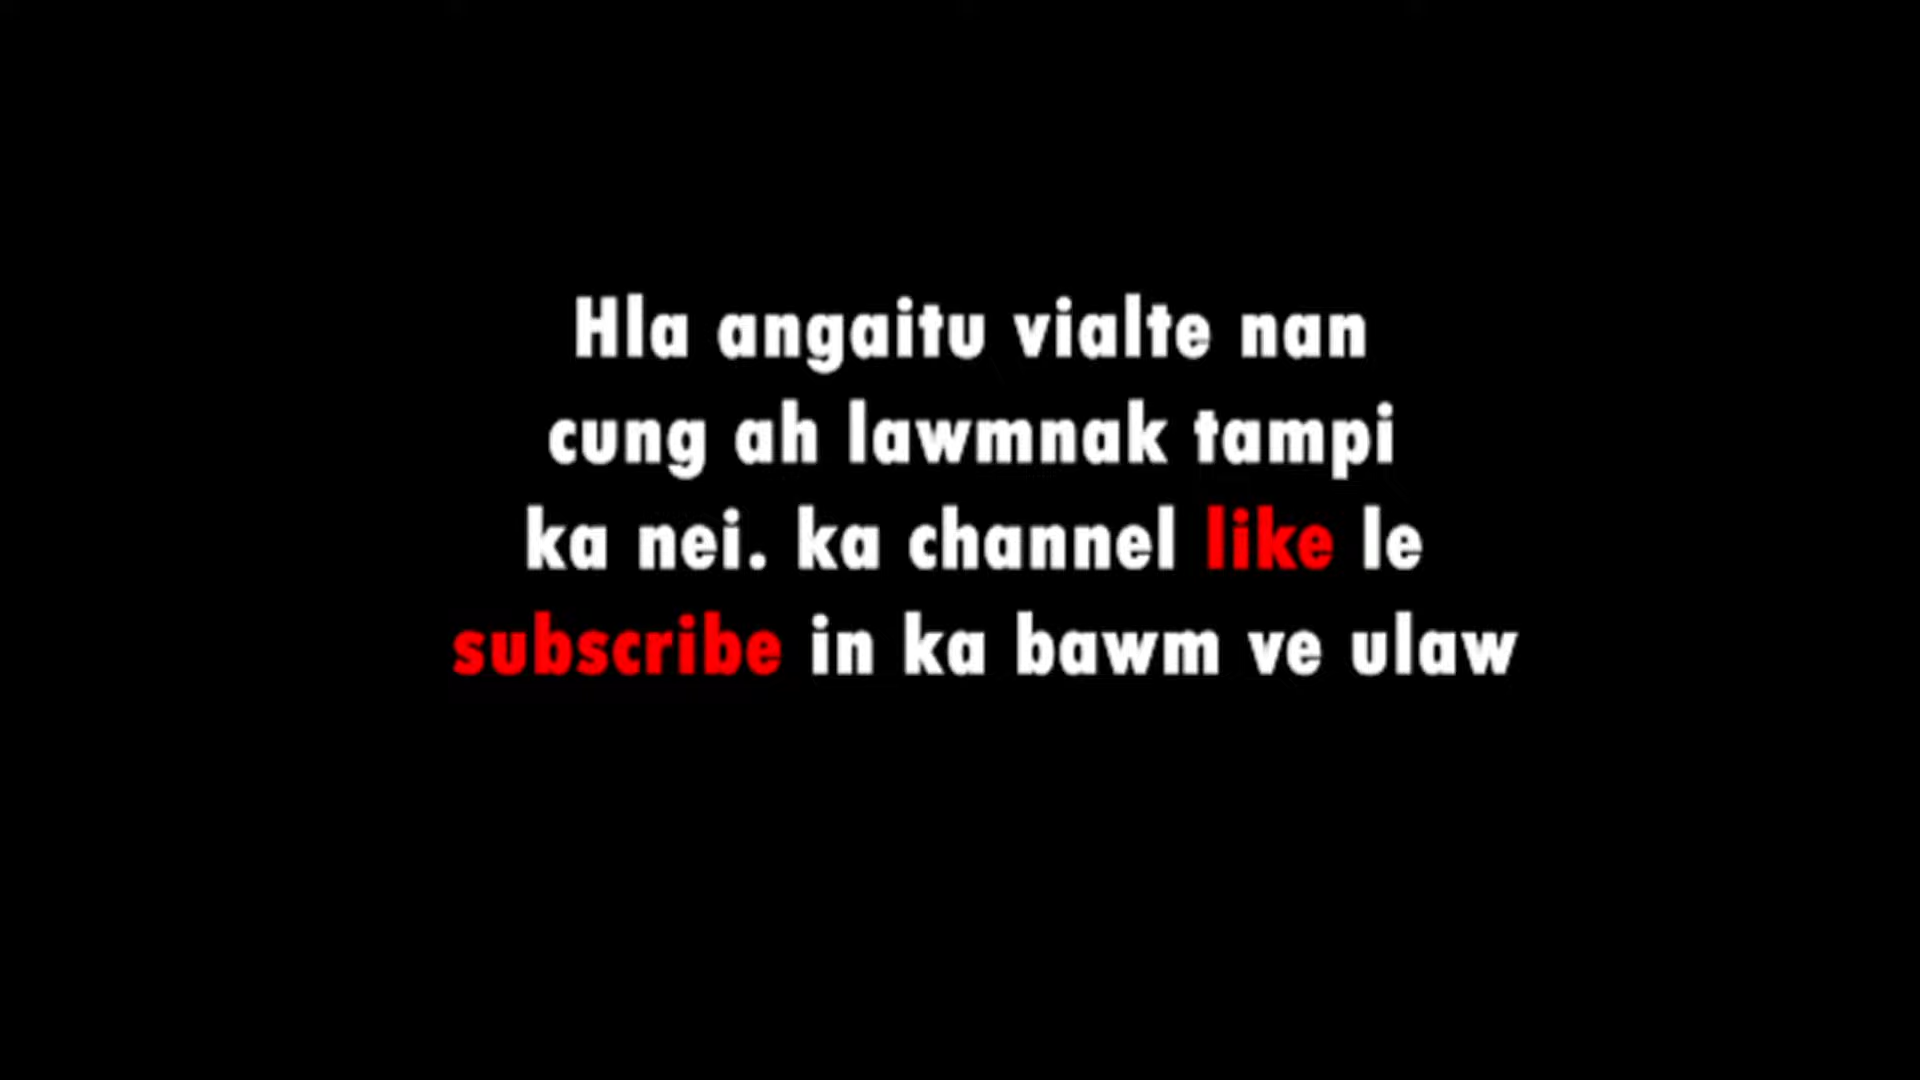 Hla angaitu vialte nan
cung ah lawmnak tampi
ka nei. ka channel like le
subscribe in ka bawm ve ulaw